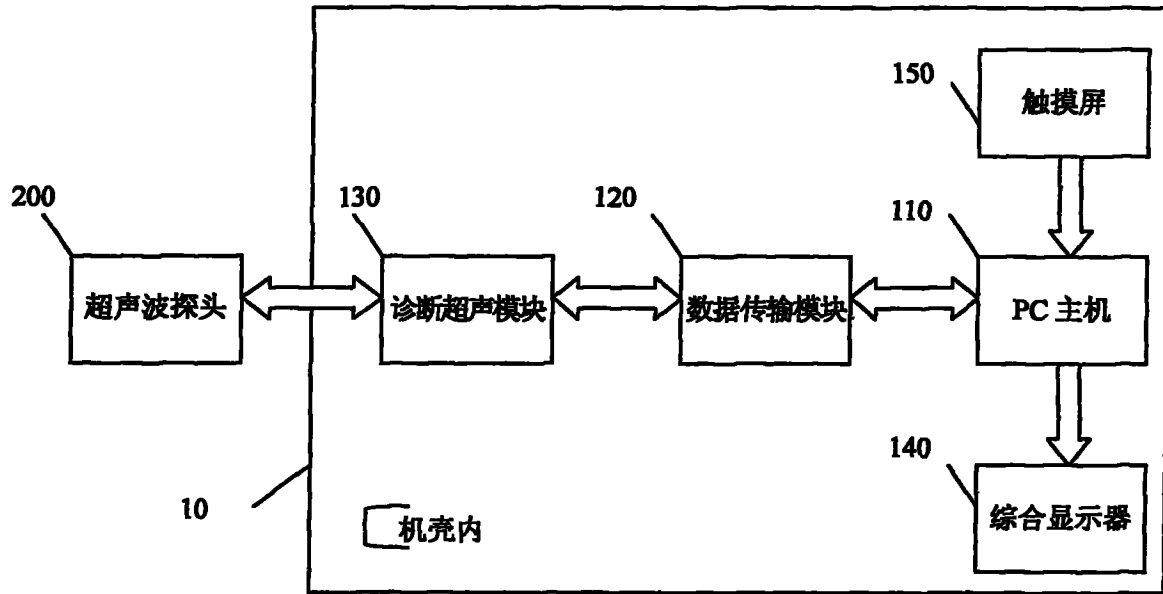 150
触摸屏
200
130
120
110
超声波探头
诊断超声模块
数据传输模块
PC 主机
10
机壳内
140
综合显示器